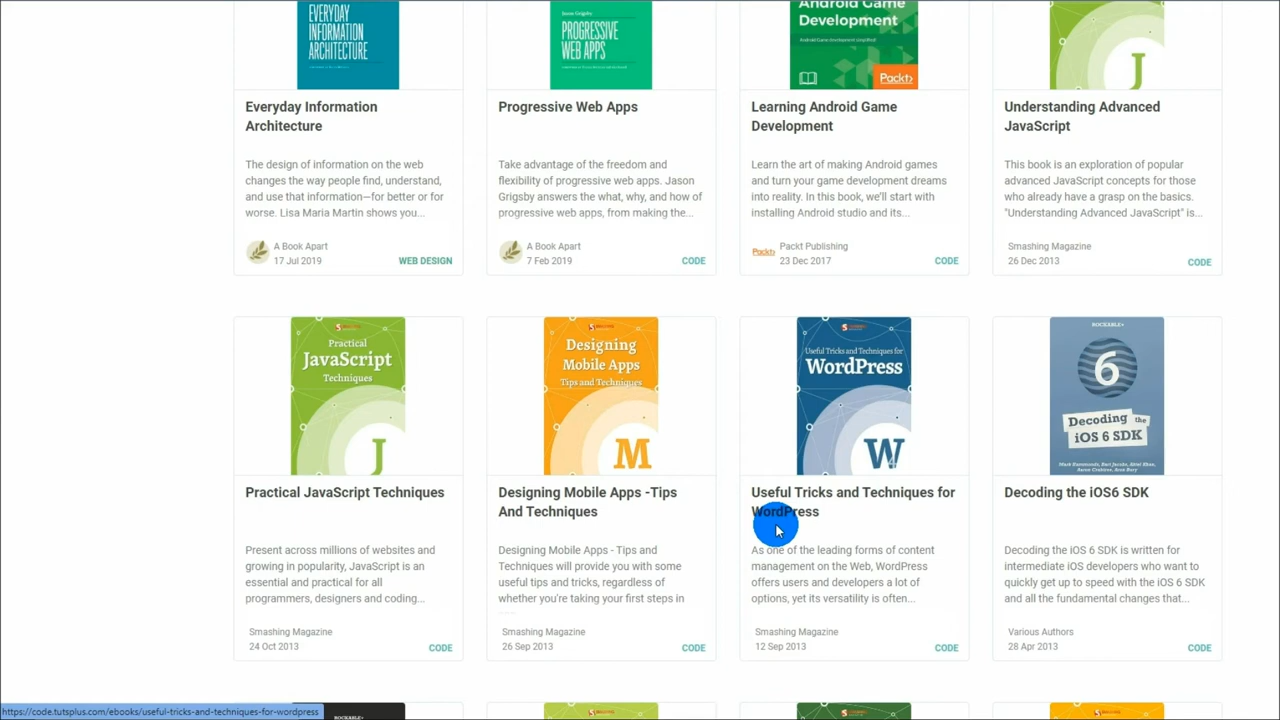 EVERYDAY
INFORMATION
ARCHITECTURE
Jason Grigsby
PROGRESSIVE
WEB APPS
Android Game
Development
Packt>
J
Everyday Information
Architecture
The design of information on the web
changes the way people find, understand,
and use that information—for better or for
worse. Lisa Maria Martin shows you...
A Book Apart
17 Jul 2019
WEB DESIGN
Progressive Web Apps
Take advantage of the freedom and
flexibility of progressive web apps. Jason
Grigsby answers the what, why, and how of
progressive web apps, from making the...
A Book Apart
7 Feb 2019
CODE
Learning Android Game
Development
Learn the art of making Android games
and turn your game development dreams
into reality. In this book, we'll start with
installing Android studio and its...
Packt>
Packt Publishing
23 Dec 2017
CODE
Understanding Advanced
JavaScript
This book is an exploration of popular
advanced JavaScript concepts for those
who already have a grasp on the basics.
"Understanding Advanced JavaScript" is...
Smashing Magazine
26 Dec 2013
CODE
Practical
JavaScript
Techniques
J
Practical JavaScript Techniques
Present across millions of websites and
growing in popularity, JavaScript is an
essential and practical for all
programmers, designers and coding...
Smashing Magazine
24 Oct 2013
CODE
Designing
Mobile Apps
Tips and Techniques
M
Designing Mobile Apps -Tips
And Techniques
Designing Mobile Apps - Tips and
Techniques will provide you with some
useful tips and tricks, regardless of
whether you're taking your first steps in
Smashing Magazine
26 Sep 2013
CODE
Useful Tricks and Techniques for
WordPress
W
Useful Tricks and Techniques for
WordPress
As one of the leading forms of content
management on the Web, WordPress
offers users and developers a lot of
options, yet its versatility is often...
Smashing Magazine
12 Sep 2013
CODE
ROCKABLE
6
Decoding the
iOS 6 SDK
Decoding the iOS6 SDK
Decoding the iOS 6 SDK is written for
intermediate iOS developers who want to
quickly get up to speed with the iOS 6 SDK
and all the fundamental changes that...
Various Authors
28 Apr 2013
CODE
https://code.tutsplus.com/ebooks/useful-tricks-and-techniques-for-wordpress